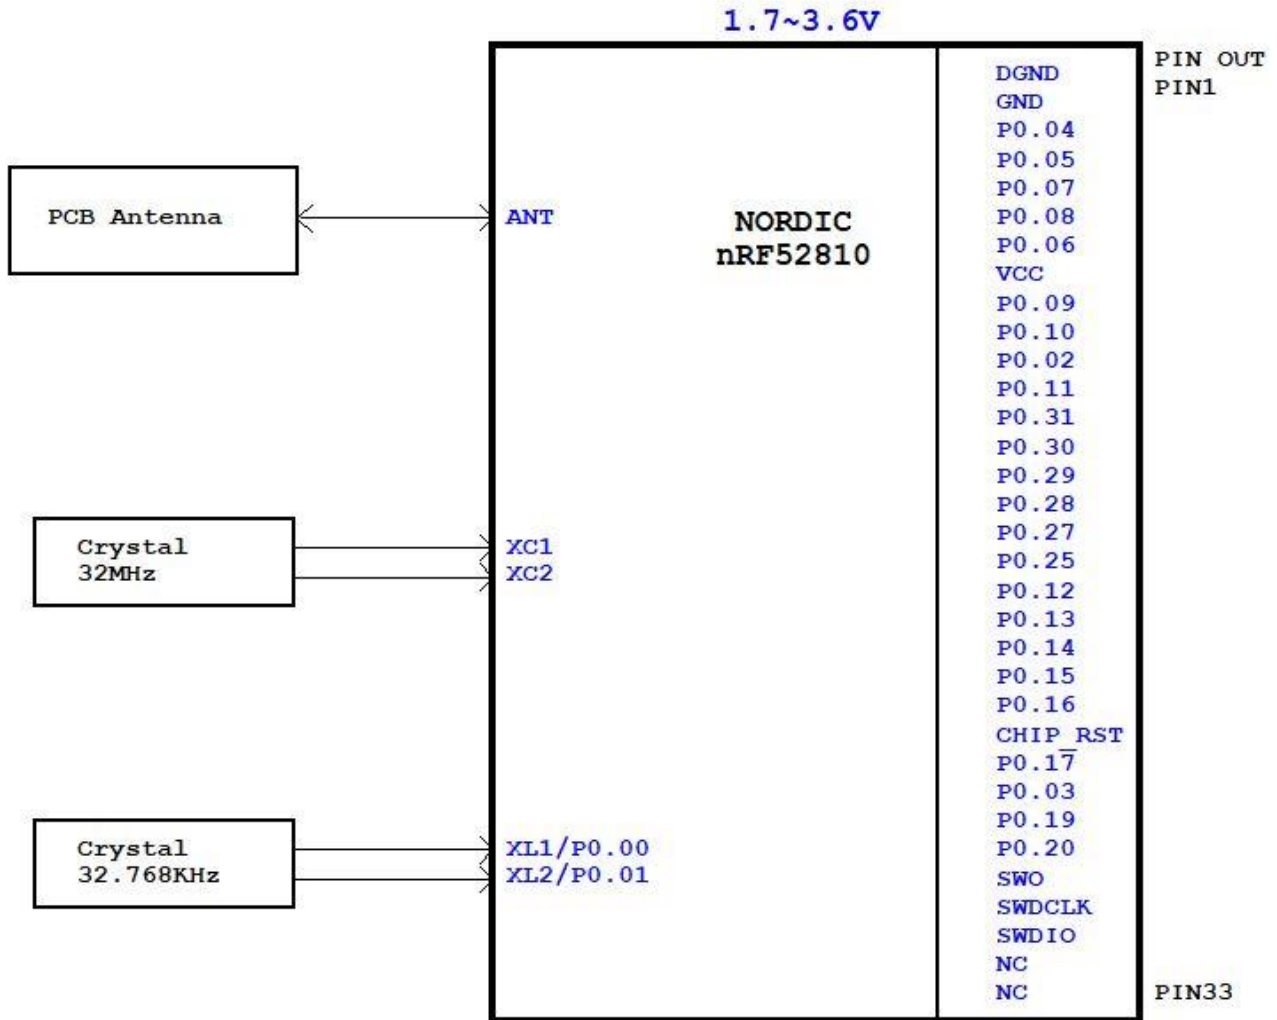 1.7~3.6V
PIN OUT
PIN1
DGND
GND
P0.04
P0.05
P0.07
P0.08
P0.06
VCC
P0.09
P0.10
P0.02
P0.11
P0.31
P0.30
P0.29
P0.28
P0.27
P0.25
P0.12
P0.13
P0.14
P0.15
P0.16
CHIP_RST
P0.17
P0.03
P0.19
P0.20
SWO
SWDCLK
SWDIO
NC
NC
PIN33
PCB Antenna
ANT
NORDIC
nRF52810
Crystal
32MHz
XC1
XC2
Crystal
32.768KHz
XL1/P0.00
XL2/P0.01